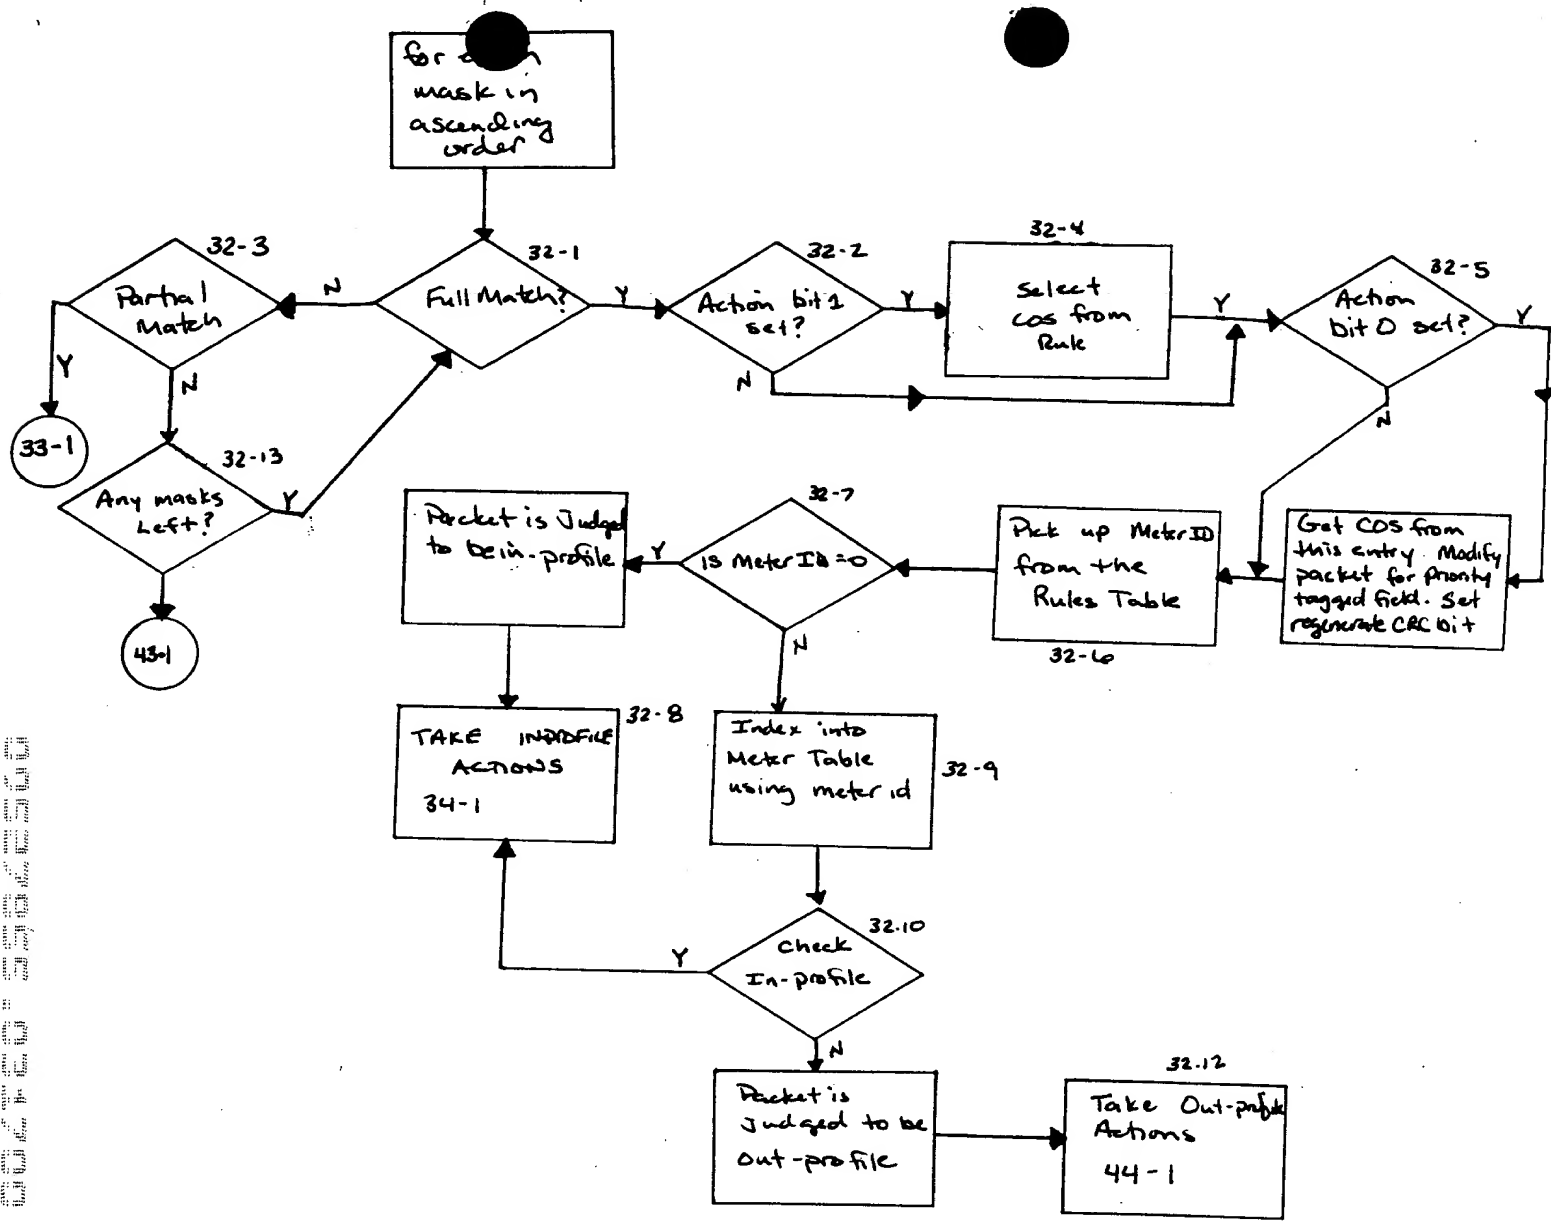 for
mask in
ascending
order
32-3
Partial
Match
N
32-1
Full Match?
Y
32-2
Action bit 1
set?
Y
N
32-4
Select
COS from
Rule
Y
32-5
Action
bit 0 set?
Y
N
Y
N
33-1
32-13
Any masks
Left?
Y
43-1
Packet is Judged
to be in-profile
Y
32-7
is Meter ID=0
N
Pick up Meter ID
from the
Rules Table
32-6
Get COS from
this entry. Modify
packet for priority
tagged field. Set
regenerate CRC bit
TAKE INPROFILE
ACTIONS
34-1
32-8
Index into
Meter Table
using meter id
32-9
32.10
Check
In-profile
Y
N
Packet is
Judged to be
out-profile
32.12
Take Out-profile
Actions
44-1